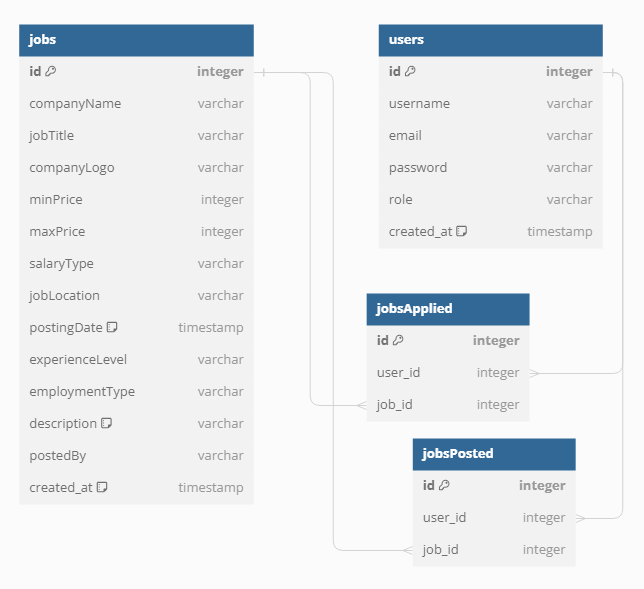 jobs
id integer
companyName varchar
jobTitle varchar
companyLogo varchar
minPrice integer
maxPrice integer
salaryType varchar
jobLocation varchar
postingDate timestamp
experienceLevel varchar
employmentType varchar
description varchar
postedBy varchar
created_at timestamp
users
id integer
username varchar
email varchar
password varchar
role varchar
created_at timestamp
jobsApplied
id integer
user_id integer
job_id integer
jobsPosted
id integer
user_id integer
job_id integer